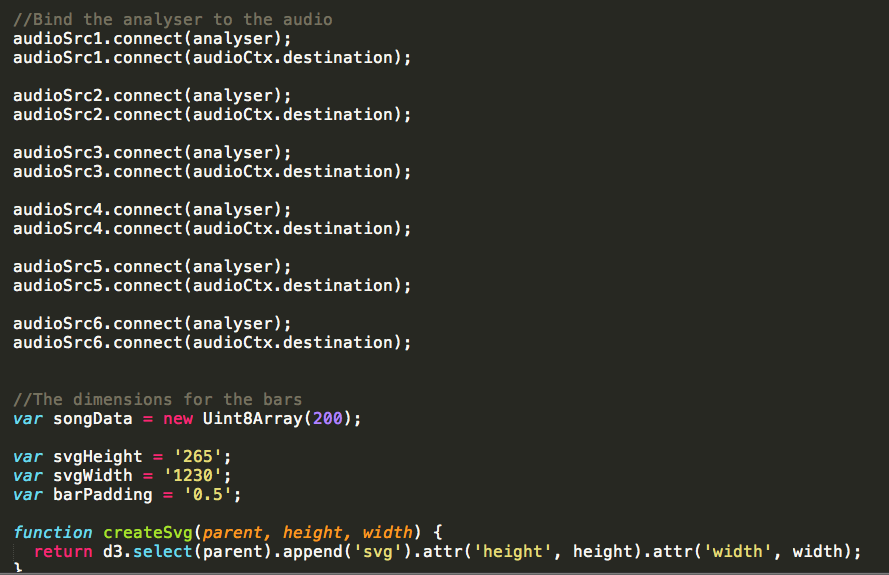 //Bind the analyser to the audio
audioSrc1.connect(analyser);
audioSrc1.connect(audioCtx.destination);
audioSrc2.connect(analyser);
audioSrc2.connect(audioCtx.destination);
audioSrc3.connect(analyser);
audioSrc3.connect(audioCtx.destination);
audioSrc4.connect(analyser);
audioSrc4.connect(audioCtx.destination);
audioSrc5.connect(analyser);
audioSrc5.connect(audioCtx.destination);
audioSrc6.connect(analyser);
audioSrc6.connect(audioCtx.destination);
//The dimensions for the bars
var songData = new Uint8Array(200);
var svgHeight = '265';
var svgWidth = '1230';
var barPadding = '0.5';
function createSvg(parent, height, width) {
  return d3.select(parent).append('svg').attr('height', height).attr('width', width);
}